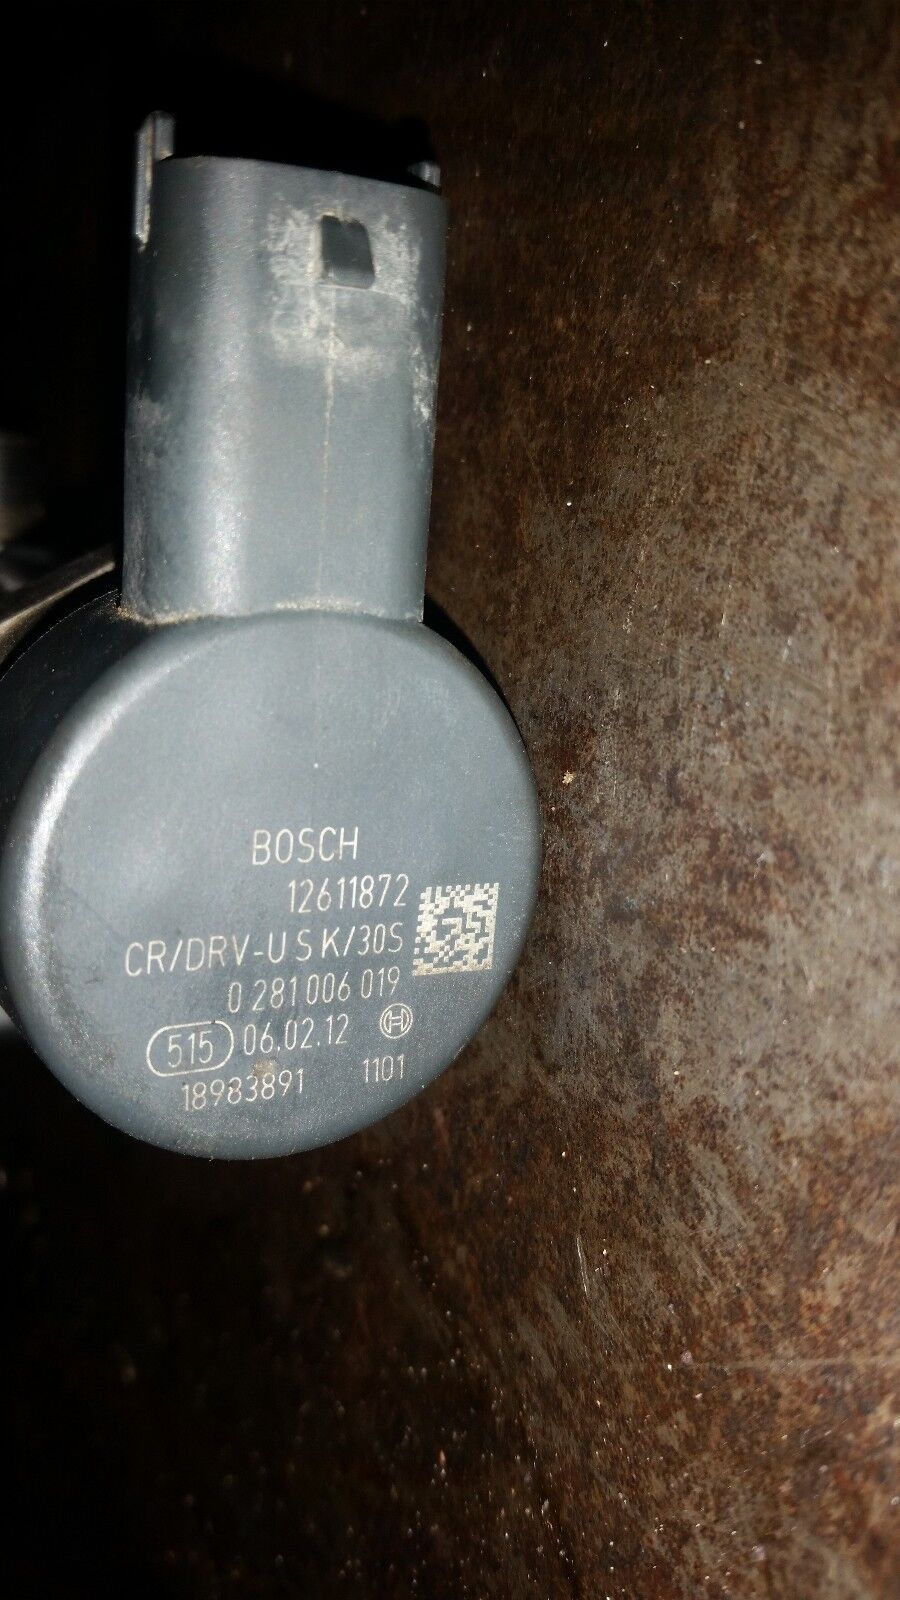 BOSCH
12611872
CR/DRV-USK/30S
0 281 006 019
515 06.02.12
18983891 1101